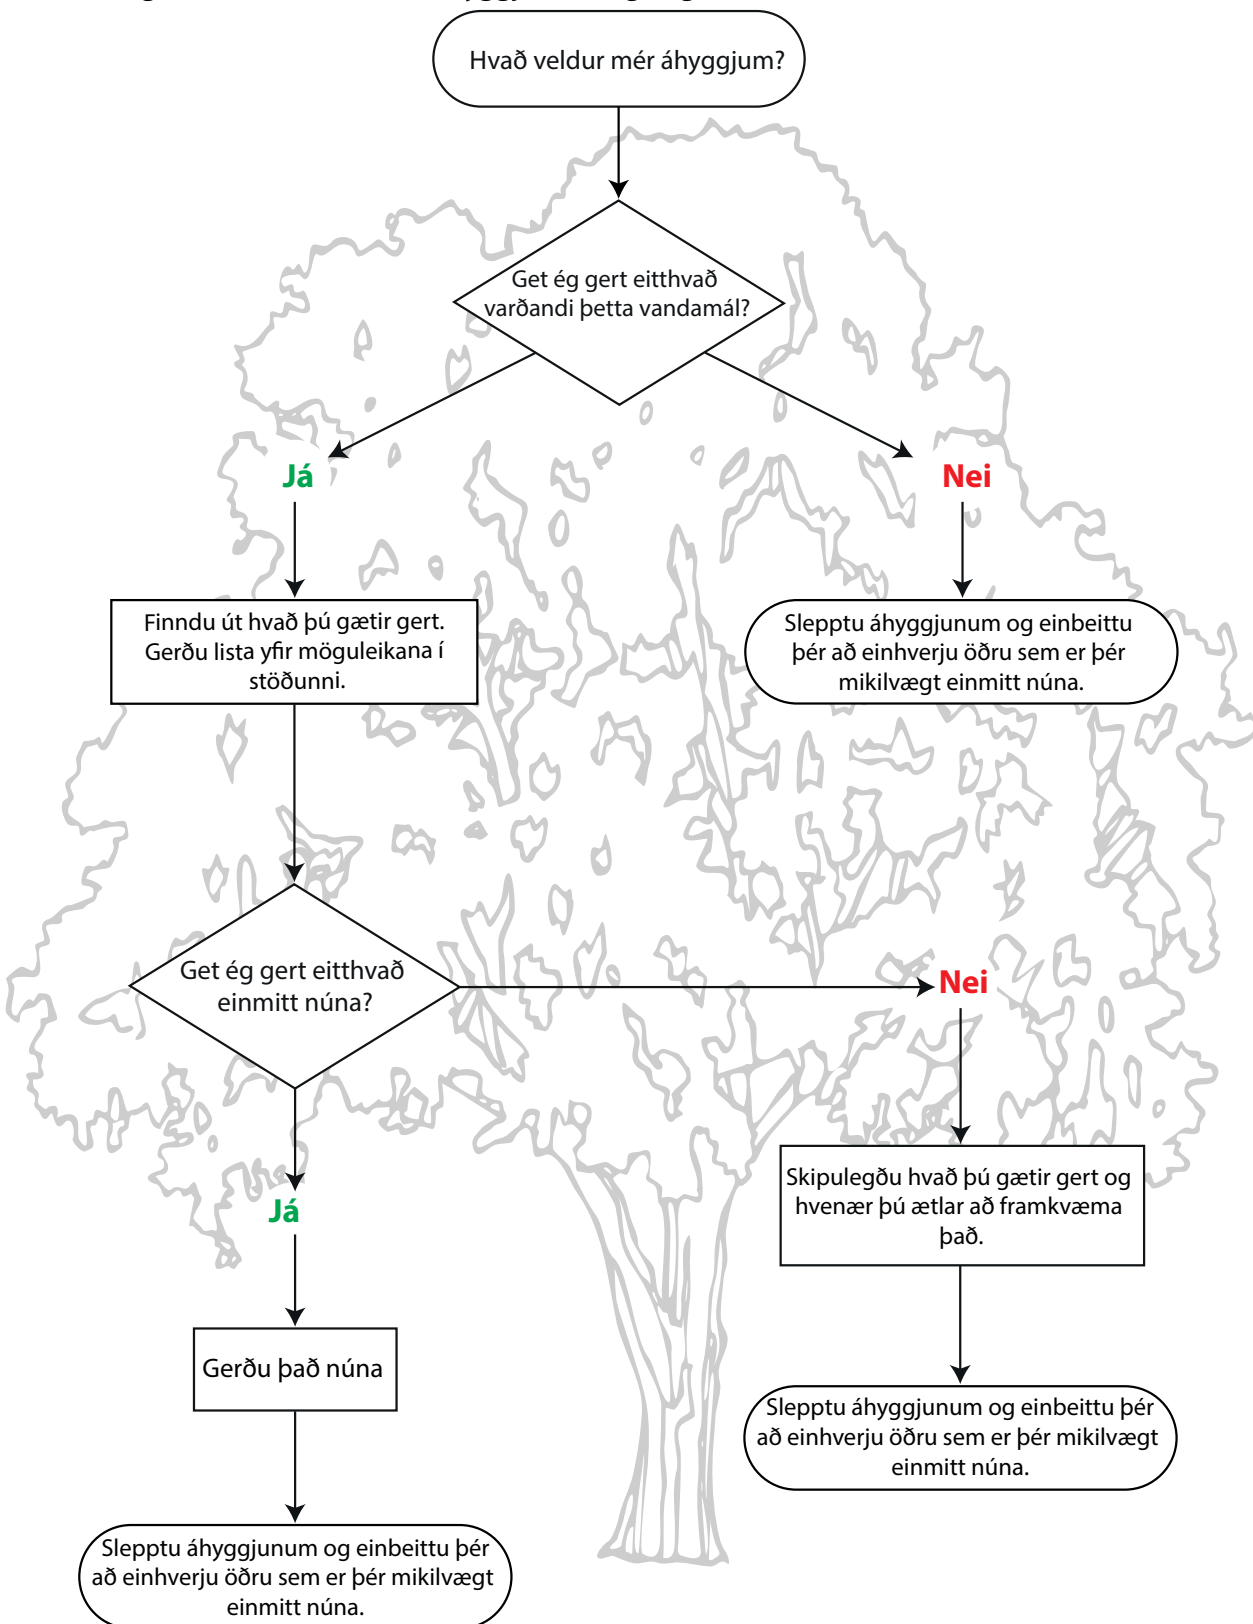 Hvað veldur mér áhyggjum?
Get ég gert eitthvað
varðandi þetta vandamál?
Já
Nei
Finndu út hvað þú gætir gert.
Gerðu lista yfir möguleikana í
stöðunni.
Slepptu áhyggjunum og einbeittu
þér að einhverju öðru sem er þér
mikilvægt einmitt núna.
Get ég gert eitthvað
einmitt núna?
Nei
Já
Skipulegðu hvað þú gætir gert og
hvenær þú ætlar að framkvæma
það.
Gerðu það núna
Slepptu áhyggjunum og einbeittu þér
að einhverju öðru sem er þér mikilvægt
einmitt núna.
Slepptu áhyggjunum og einbeittu þér
að einhverju öðru sem er þér mikilvægt
einmitt núna.